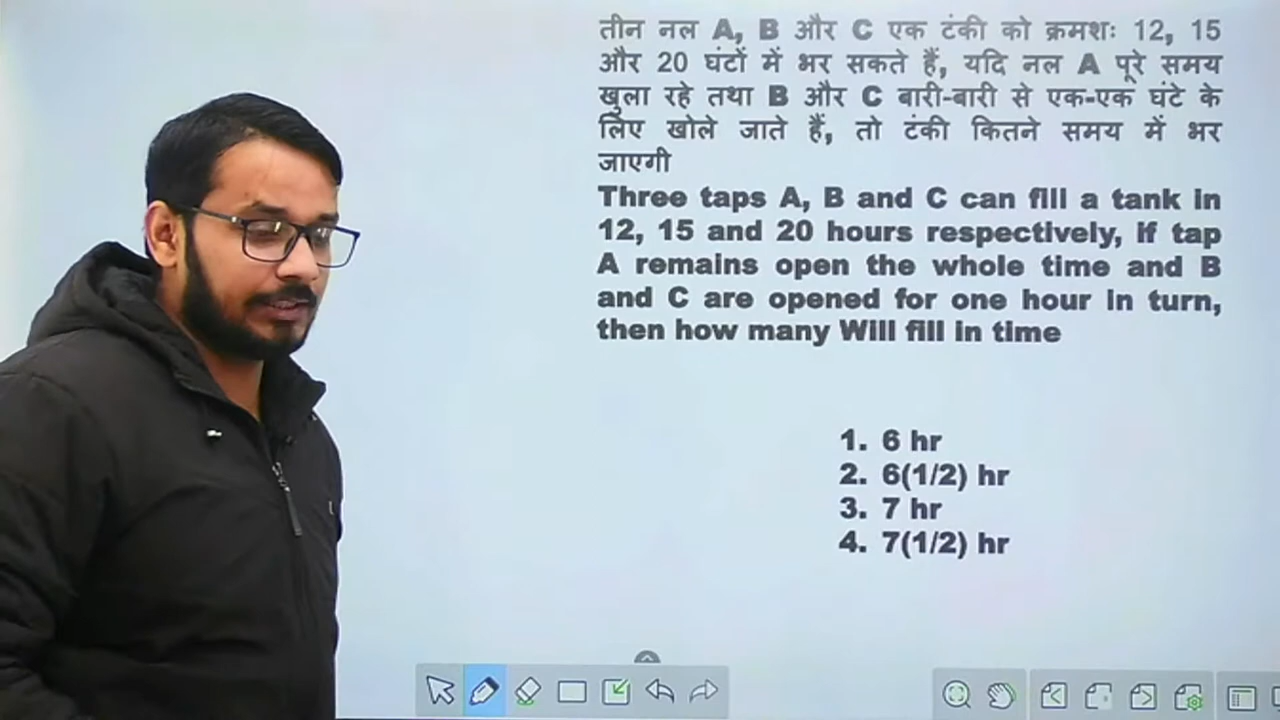 तीन नल A, B और C एक टंकी को क्रमशः 12, 15
और 20 घंटों में भर सकते हैं, यदि नल A पूरे समय
खुला रहे तथा B और C बारी-बारी से एक-एक घंटे के
लिए खोले जाते हैं, तो टंकी कितने समय में भर
जाएगी
Three taps A, B and C can fill a tank in
12, 15 and 20 hours respectively, if tap
A remains open the whole time and B
and C are opened for one hour in turn,
then how many Will fill in time
1. 6 hr
2. 6(1/2) hr
3. 7 hr
4. 7(1/2) hr